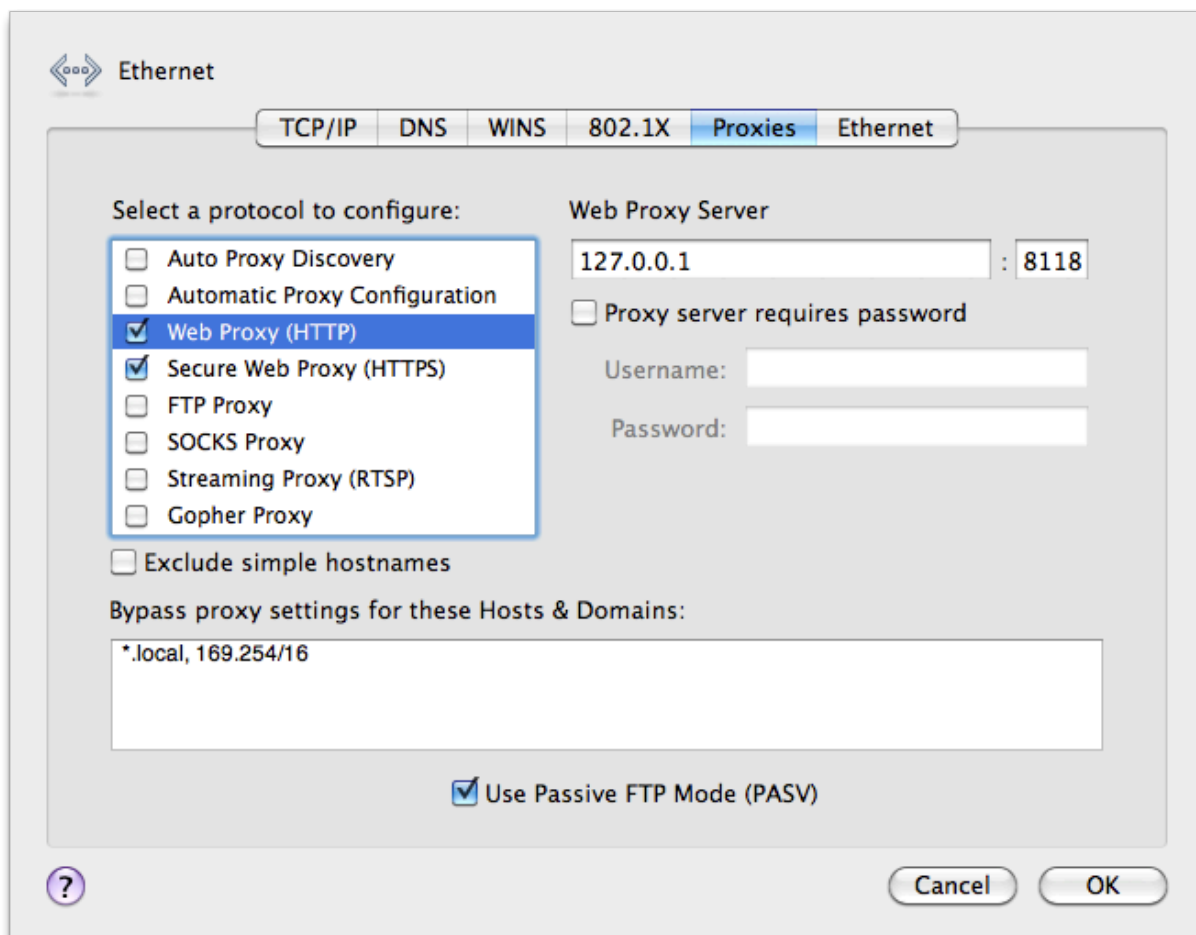 Ethernet
TCP/IP DNS WINS 802.1X Proxies Ethernet
Select a protocol to configure:
Auto Proxy Discovery
Automatic Proxy Configuration
Web Proxy (HTTP)
Secure Web Proxy (HTTPS)
FTP Proxy
SOCKS Proxy
Streaming Proxy (RTSP)
Gopher Proxy
Web Proxy Server
127.0.0.1 : 8118
Proxy server requires password
Username:
Password:
Exclude simple hostnames
Bypass proxy settings for these Hosts & Domains:
*.local, 169.254/16
Use Passive FTP Mode (PASV)
? Cancel OK